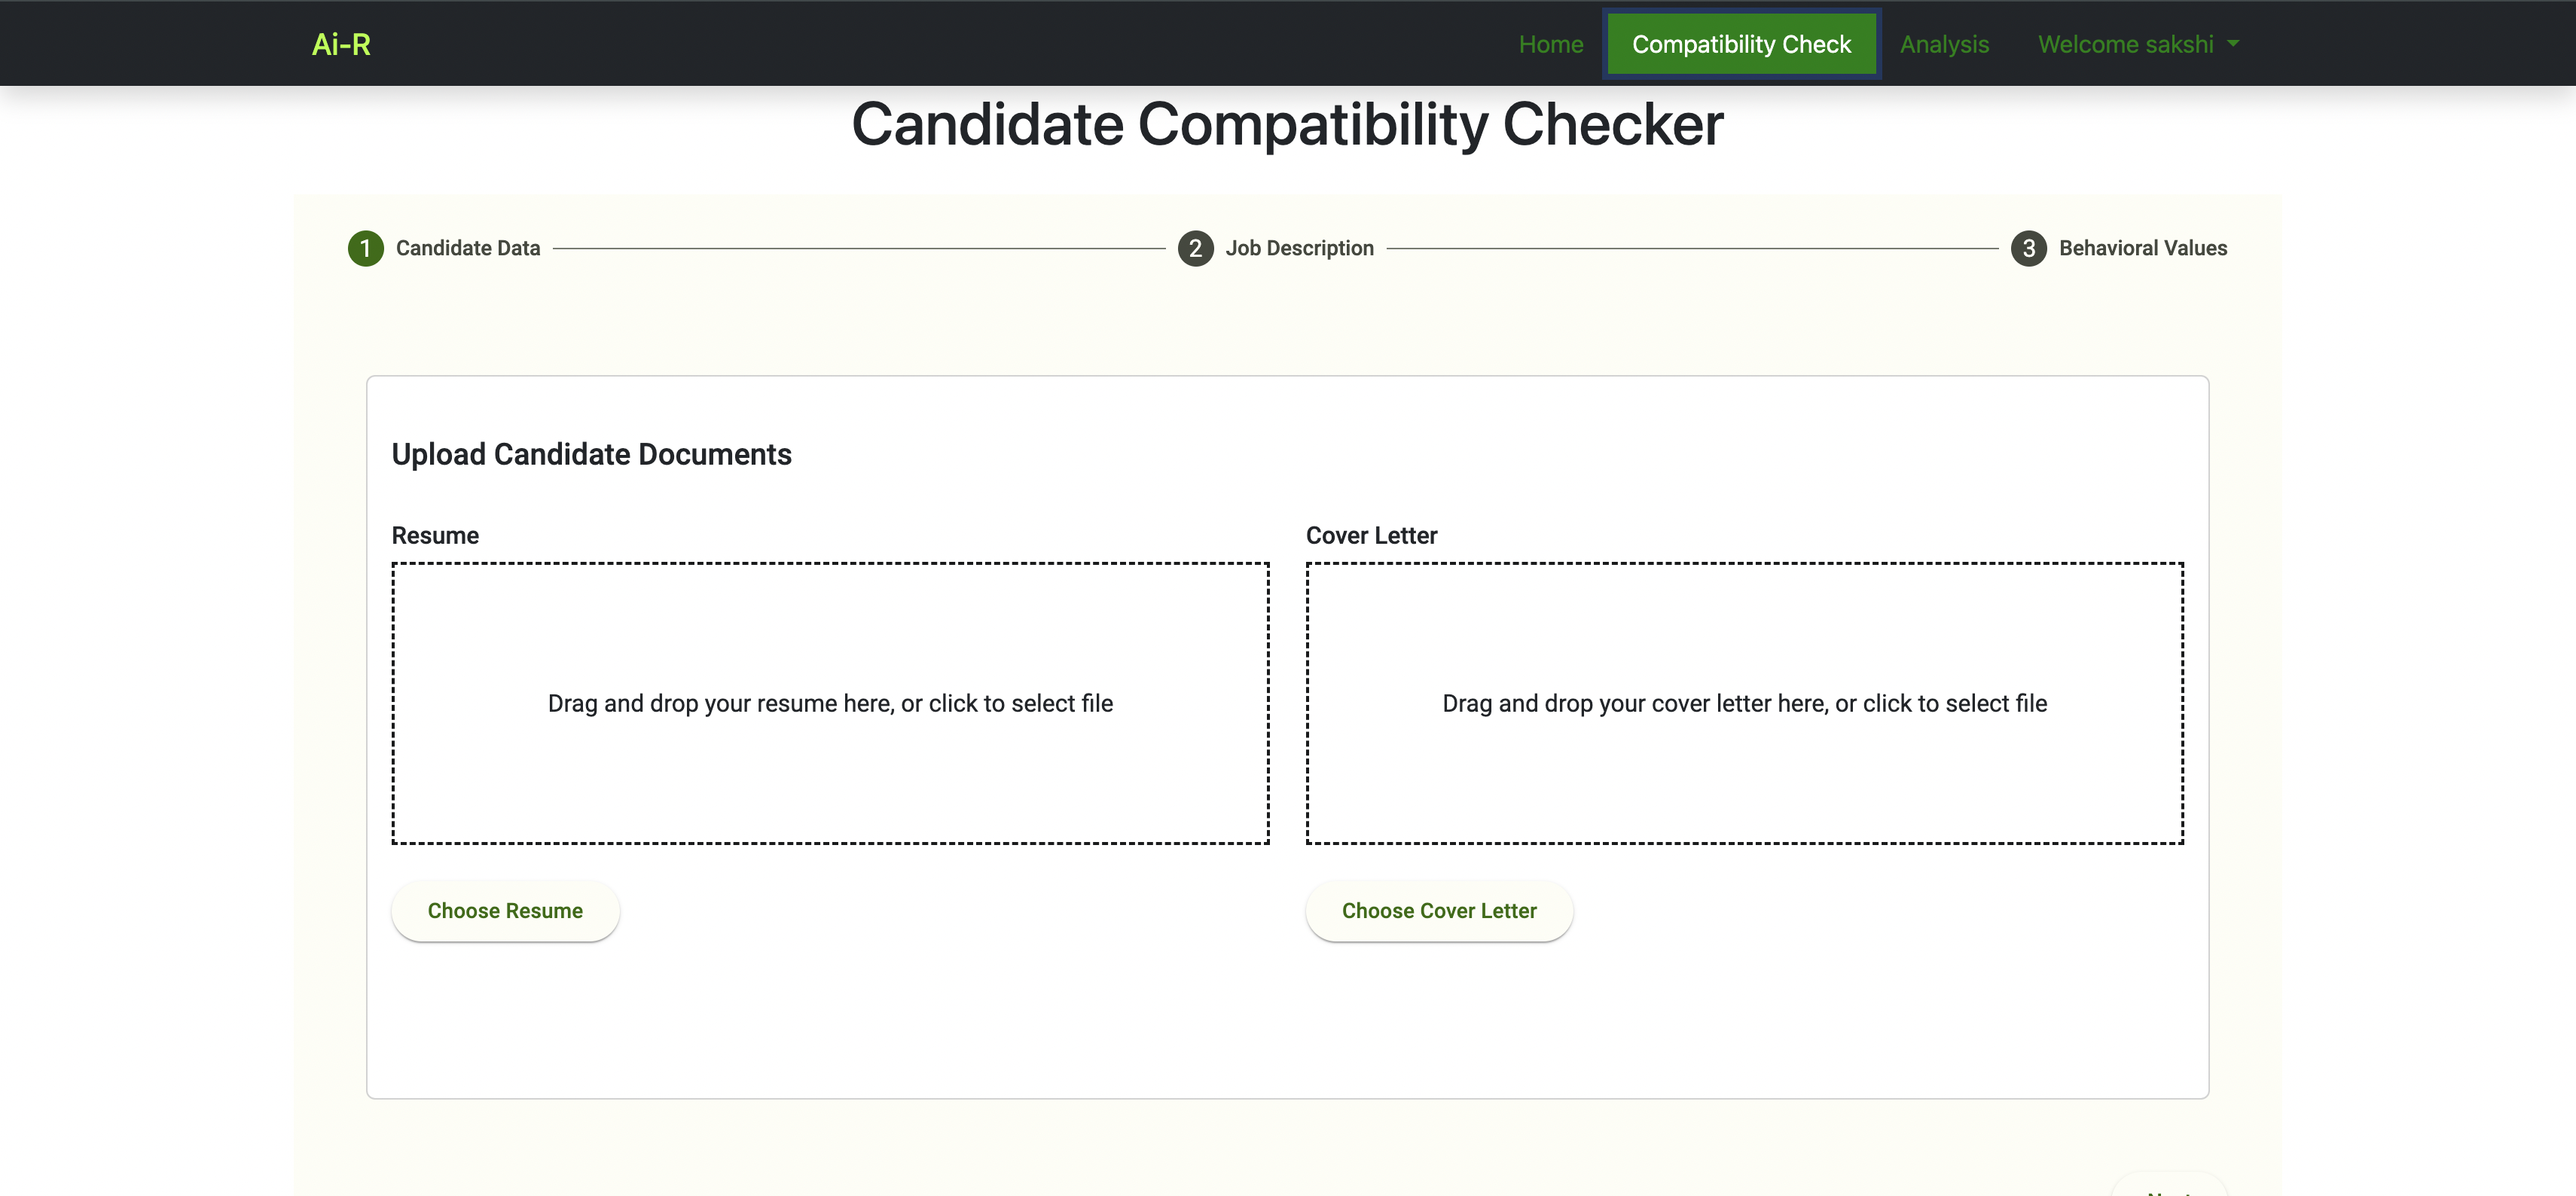 Ai-R Home Compatibility Check Analysis Welcome sakshi
Candidate Compatibility Checker
1 Candidate Data 2 Job Description 3 Behavioral Values
Upload Candidate Documents
Resume
Drag and drop your resume here, or click to select file
Choose Resume
Cover Letter
Drag and drop your cover letter here, or click to select file
Choose Cover Letter